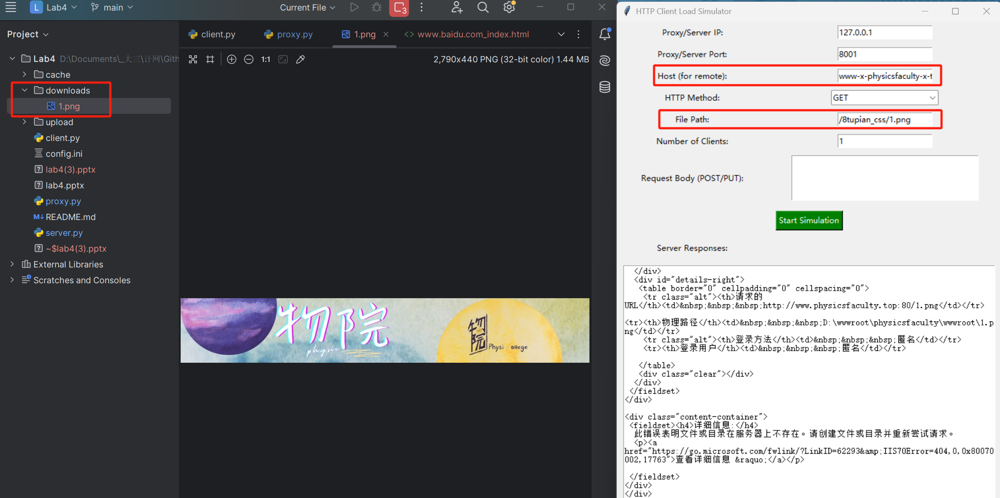 Lab4
main
Current File
3
Project
client.py
proxy.py
1.png
www.baidu.com_index.html
Lab4 D:\Documents\_大三\计网\Gith
cache
downloads
1.png
upload
client.py
config.ini
lab4(3).pptx
lab4.pptx
proxy.py
README.md
server.py
~$lab4(3).pptx
External Libraries
Scratches and Consoles
1:1
2,790x440 PNG (32-bit color) 1.44 MB
物院
physic
物院
Physi ollege
HTTP Client Load Simulator
Proxy/Server IP: 127.0.0.1
Proxy/Server Port: 8001
Host (for remote): www-x-physicsfaculty-x-t
HTTP Method: GET
File Path: /8tupian_css/1.png
Number of Clients: 1
Request Body (POST/PUT):
Start Simulation
Server Responses:
</div>
<div id="details-right">
<table border="0" cellpadding="0" cellspacing="0">
<tr class="alt"><th>请求的
URL</th><td>&nbsp;&nbsp;&nbsp;http://www.physicsfaculty.top:80/1.png</td></tr>
<tr><th>物理路径</th><td>&nbsp;&nbsp;&nbsp;D:\wwwroot\physicsfaculty\wwwroot\1.p
ng</td></tr>
<tr class="alt"><th>登录方法</th><td>&nbsp;&nbsp;&nbsp;匿名</td></tr>
<tr><th>登录用户</th><td>&nbsp;&nbsp;&nbsp;匿名</td></tr>
</table>
<div class="clear"></div>
</div>
</fieldset>
</div>
<div class="content-container">
<fieldset><h4>详细信息:</h4>
此错误表明文件或目录在服务器上不存在。请创建文件或目录并重新尝试请求。
<p><a
href="https://go.microsoft.com/fwlink/?LinkID=62293&amp;IIS70Error=404,0,0x80070
002,17763">查看详细信息 &raquo;</a></p>
</fieldset>
</div>
</div>